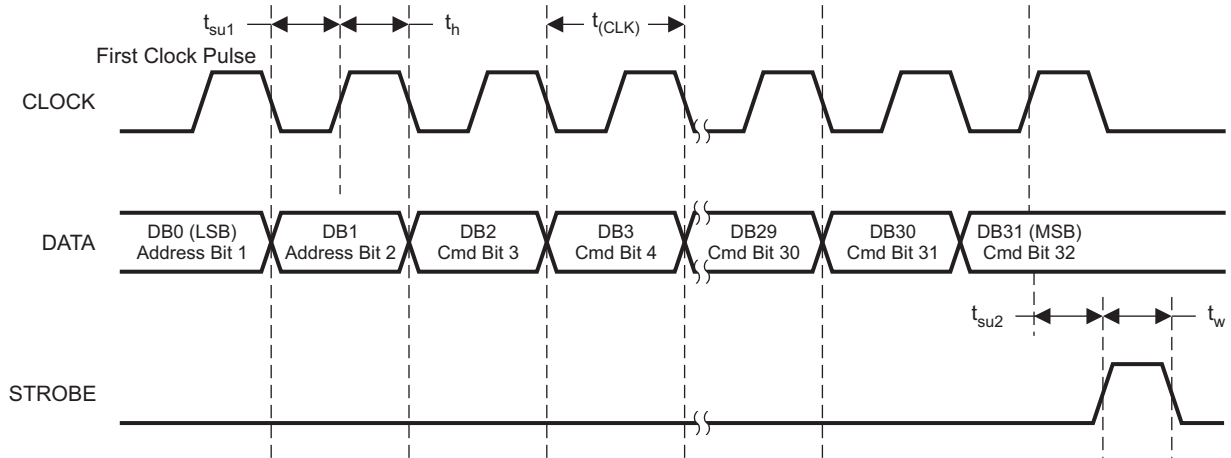 t_su1
t_h
t_(CLK)
First Clock Pulse
CLOCK
DATA
DB0 (LSB)
Address Bit 1
DB1
Address Bit 2
DB2
Cmd Bit 3
DB3
Cmd Bit 4
DB29
Cmd Bit 30
DB30
Cmd Bit 31
DB31 (MSB)
Cmd Bit 32
t_su2
t_w
STROBE